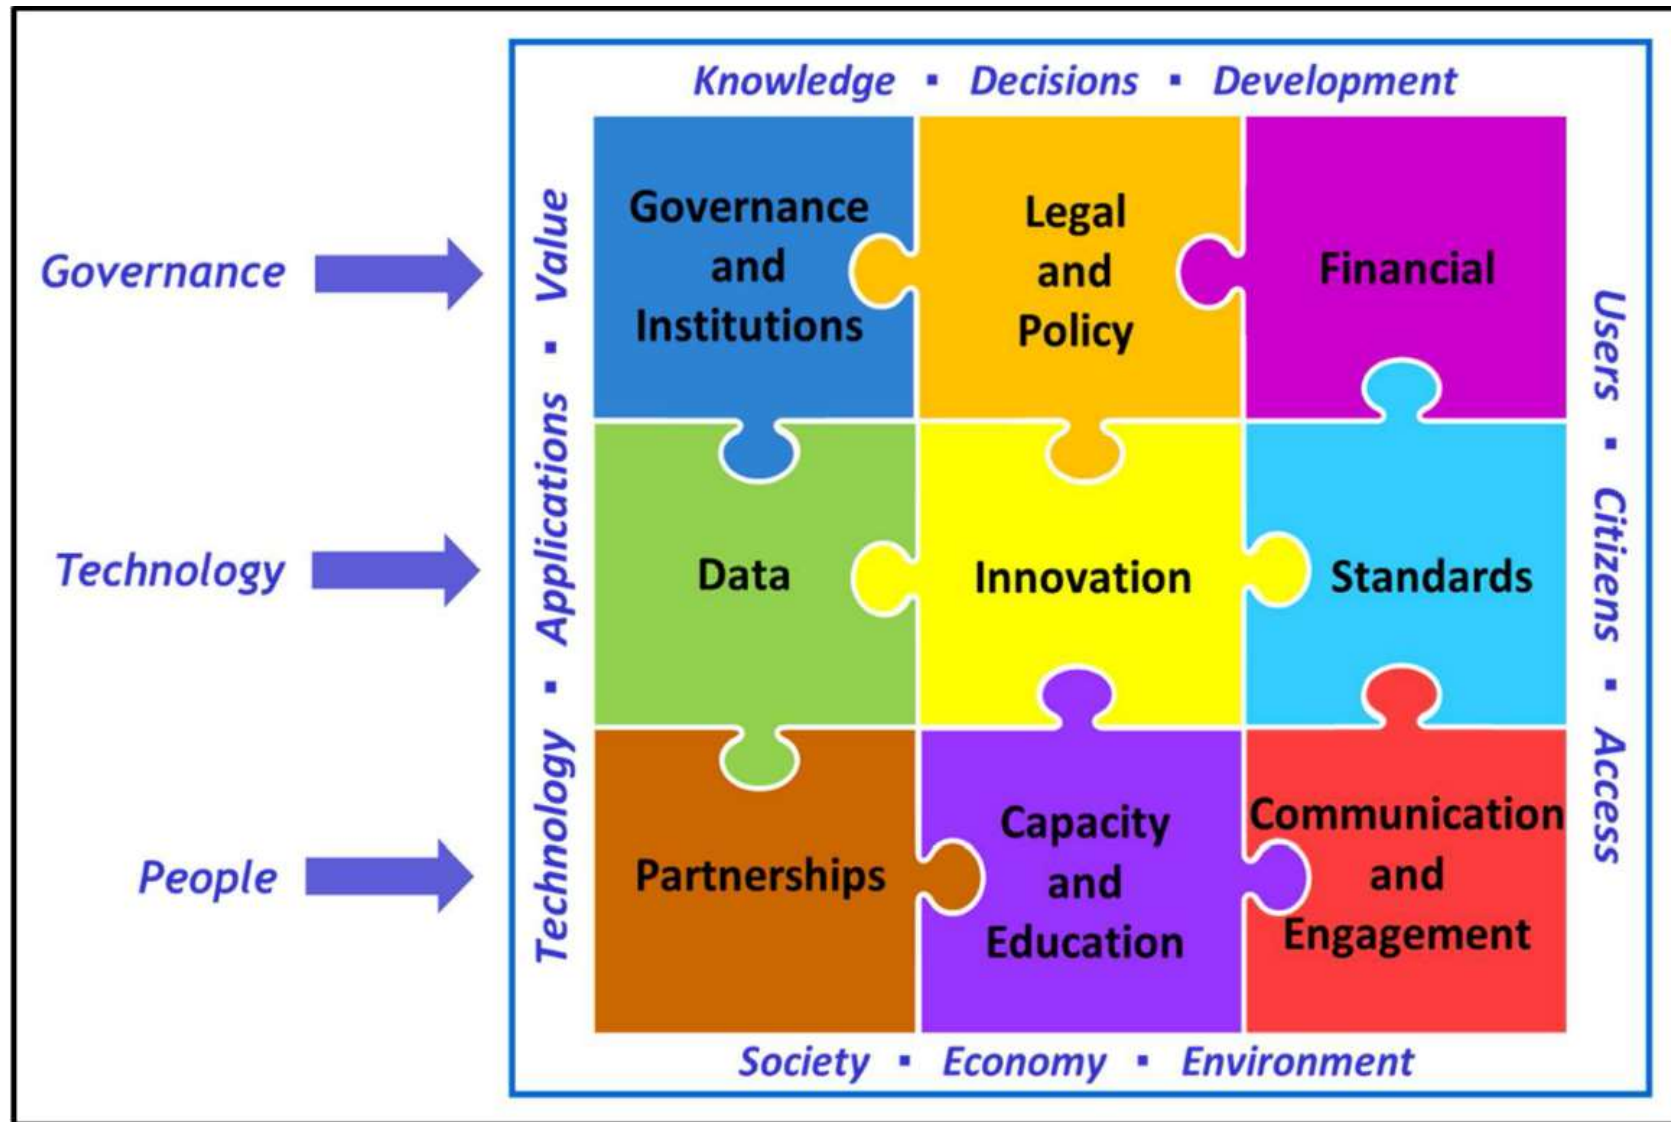 Knowledge ▪ Decisions ▪ Development
Governance
Technology
People
Technology ▪ Applications ▪ Value
Governance
and
Institutions
Legal
and
Policy
Financial
Data
Innovation
Standards
Partnerships
Capacity
and
Education
Communication
and
Engagement
Users ▪ Citizens ▪ Access
Society ▪ Economy ▪ Environment